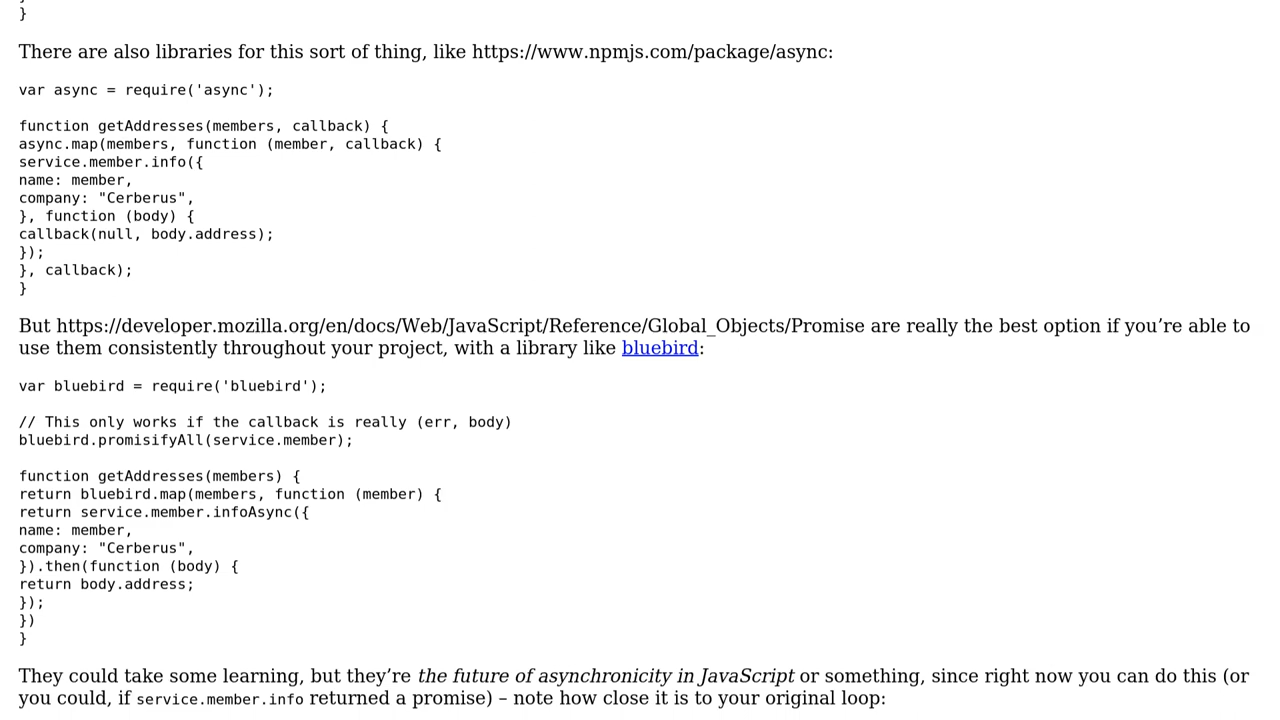 }
There are also libraries for this sort of thing, like https://www.npmjs.com/package/async:
var async = require('async');
function getAddresses(members, callback) {
async.map(members, function (member, callback) {
service.member.info({
name: member,
company: "Cerberus",
}, function (body) {
callback(null, body.address);
});
}, callback);
}
But https://developer.mozilla.org/en/docs/Web/JavaScript/Reference/Global_Objects/Promise are really the best option if you’re able to
use them consistently throughout your project, with a library like bluebird:
var bluebird = require('bluebird');
// This only works if the callback is really (err, body)
bluebird.promisifyAll(service.member);
function getAddresses(members) {
return bluebird.map(members, function (member) {
return service.member.infoAsync({
name: member,
company: "Cerberus",
}).then(function (body) {
return body.address;
});
})
}
They could take some learning, but they’re the future of asynchronicity in JavaScript or something, since right now you can do this (or
you could, if service.member.info returned a promise) – note how close it is to your original loop: